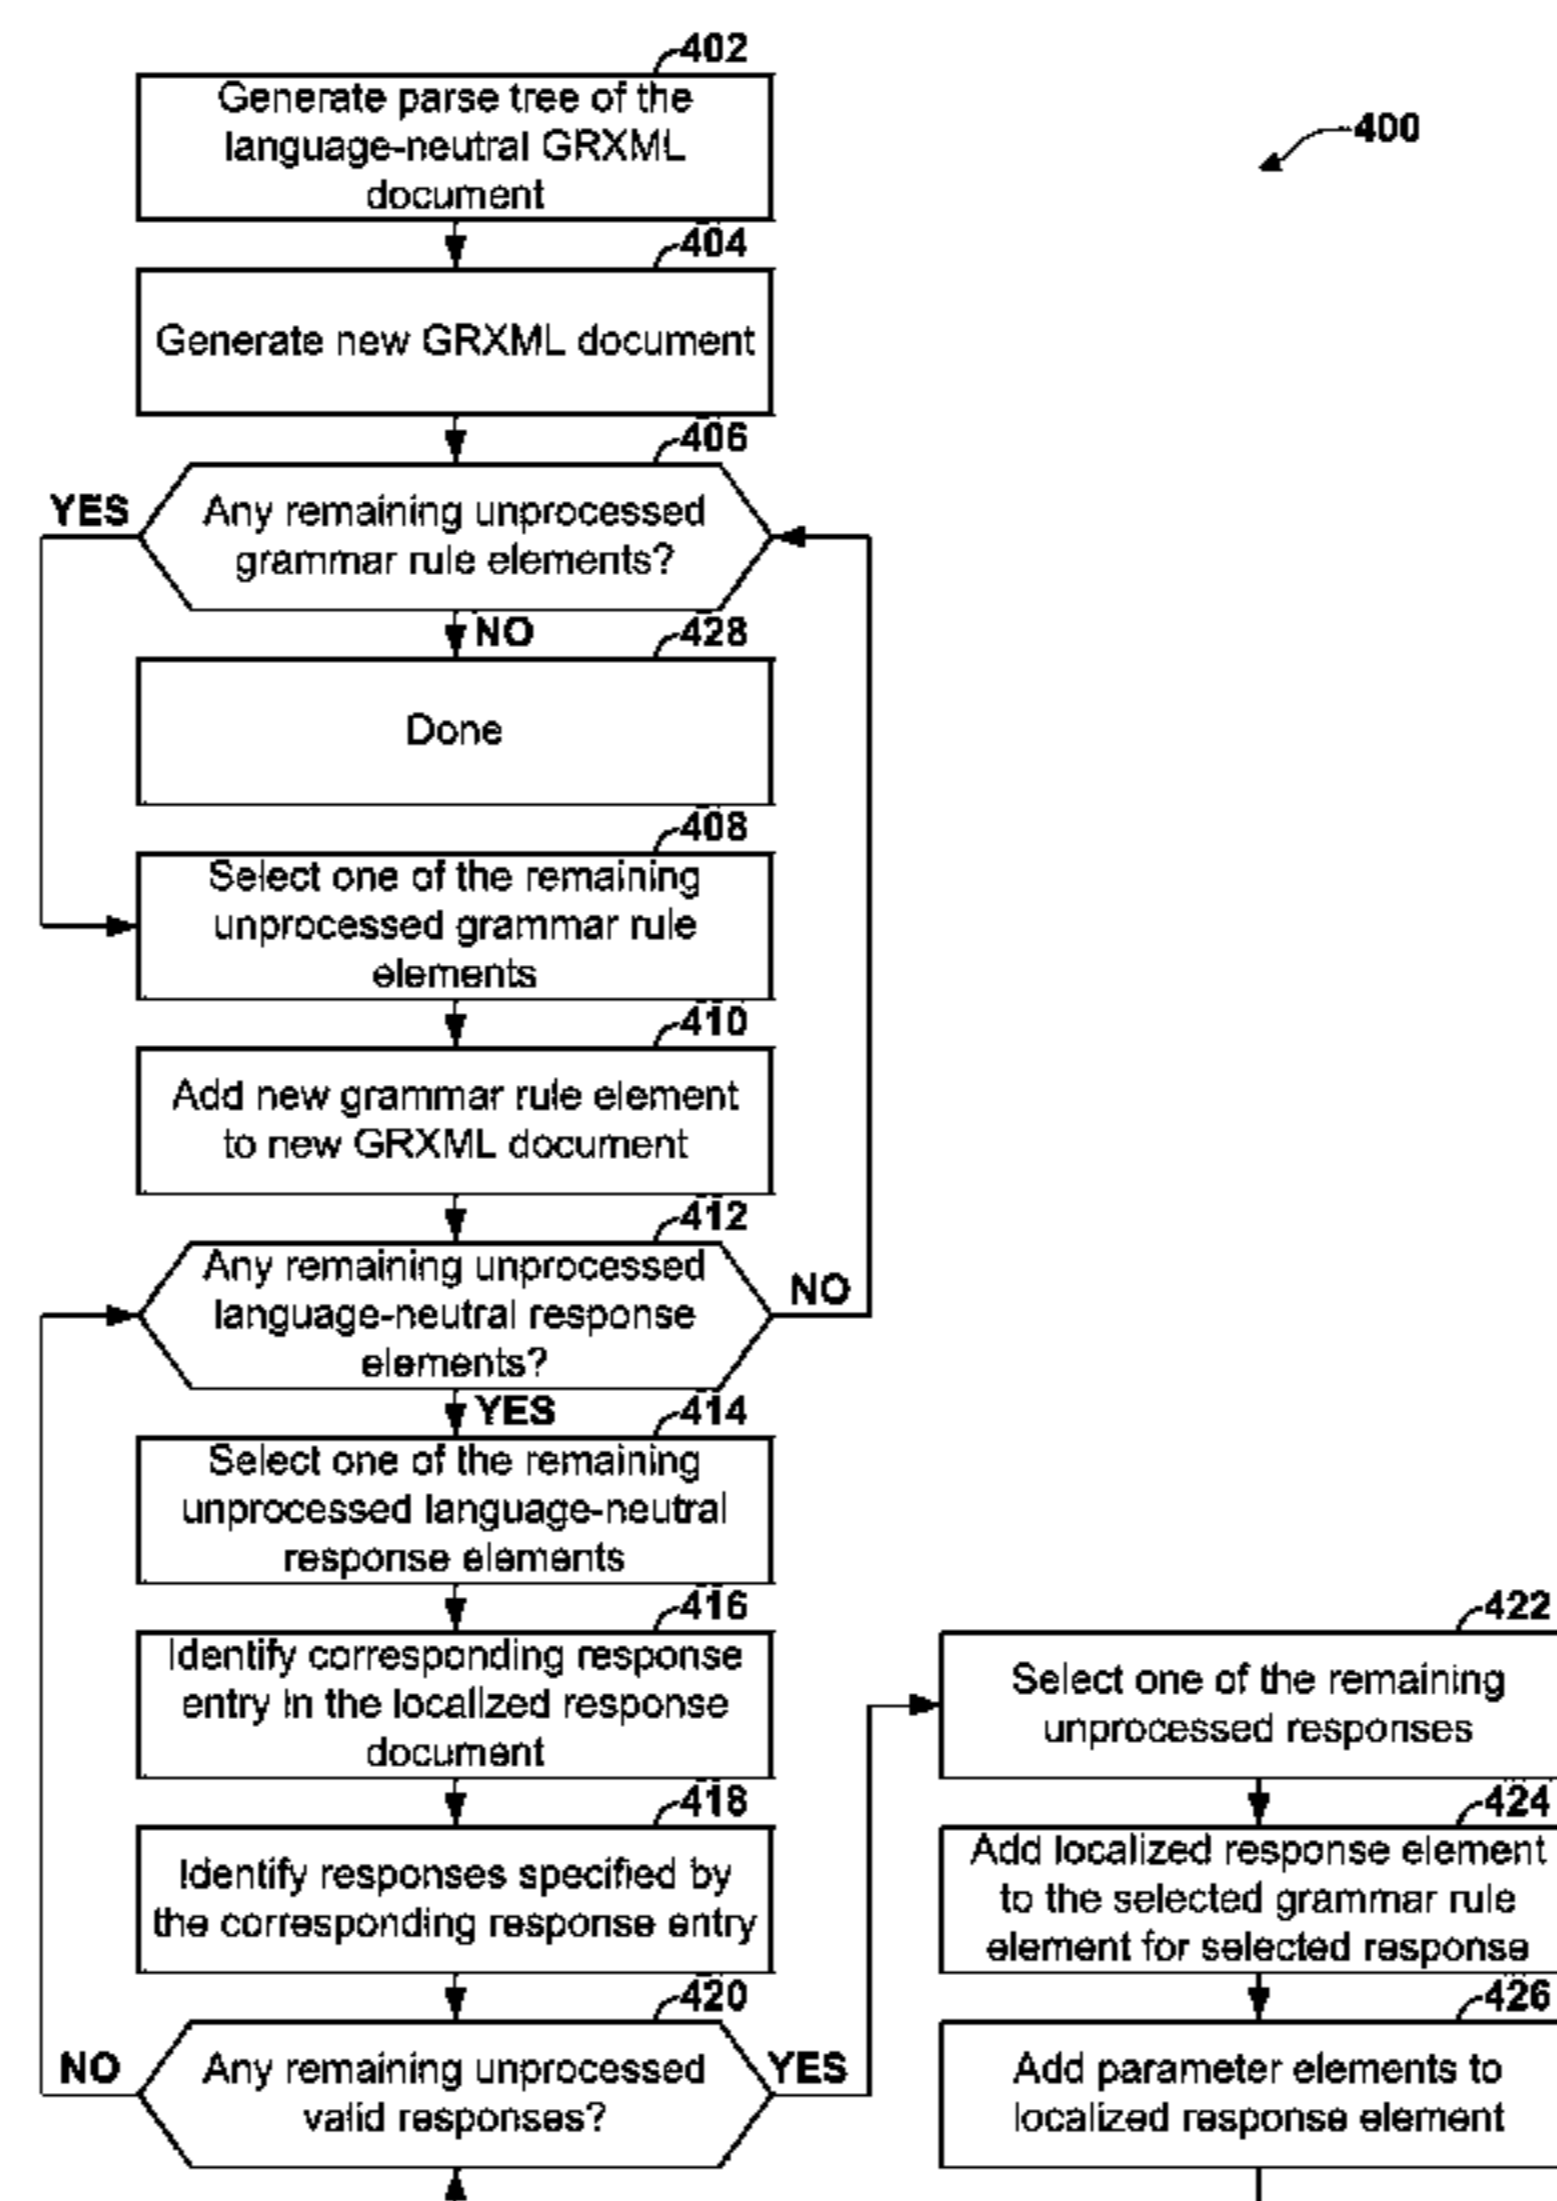 402
Generate parse tree of the
language-neutral GRXML
document
400
404
Generate new GRXML document
406
YES
Any remaining unprocessed
grammar rule elements?
NO
428
Done
408
Select one of the remaining
unprocessed grammar rule
elements
410
Add new grammar rule element
to new GRXML document
412
Any remaining unprocessed
language-neutral response
elements?
NO
YES
414
Select one of the remaining
unprocessed language-neutral
response elements
416
Identify corresponding response
entry in the localized response
document
418
Identify responses specified by
the corresponding response entry
420
NO
Any remaining unprocessed
valid responses?
YES
422
Select one of the remaining
unprocessed responses
424
Add localized response element
to the selected grammar rule
element for selected response
426
Add parameter elements to
localized response element